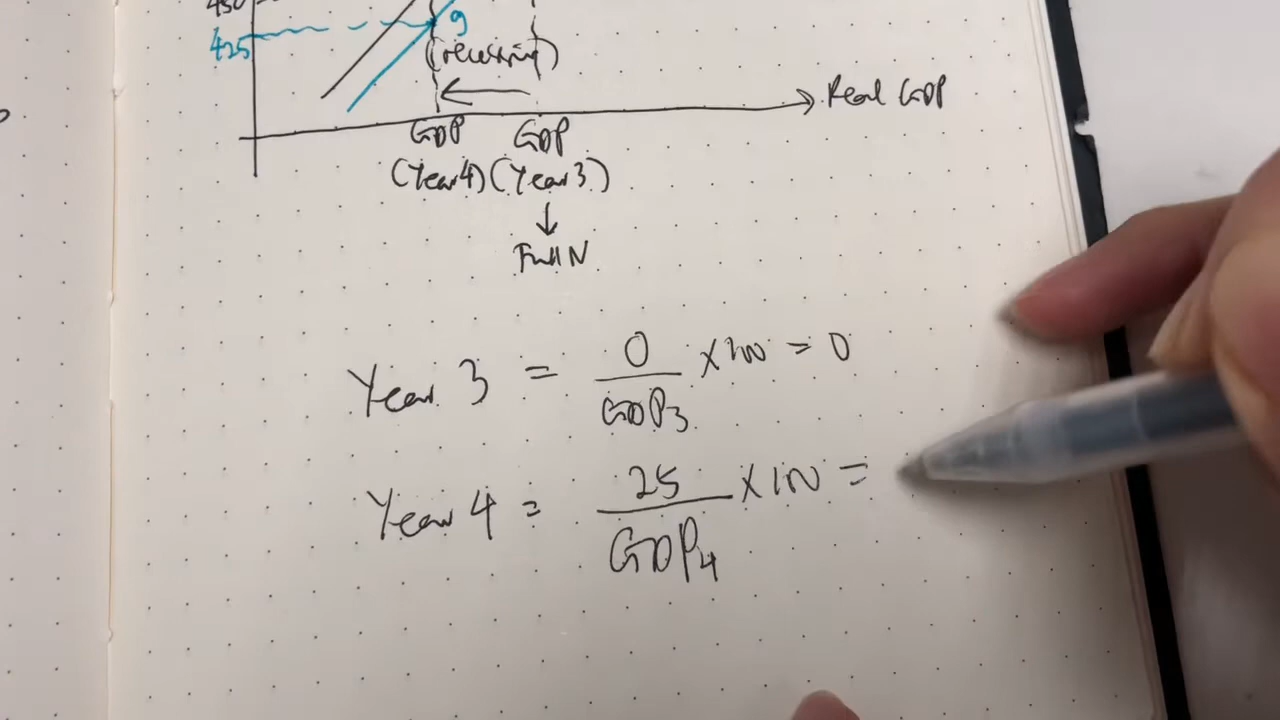 450
425
g
(recession)
Real GDP
GDP GDP
(Year 4) (Year 3)
↓
Full N
Year 3 = 0/GDP3 × 100 = 0
Year 4 = 25/GDP4 × 100 =